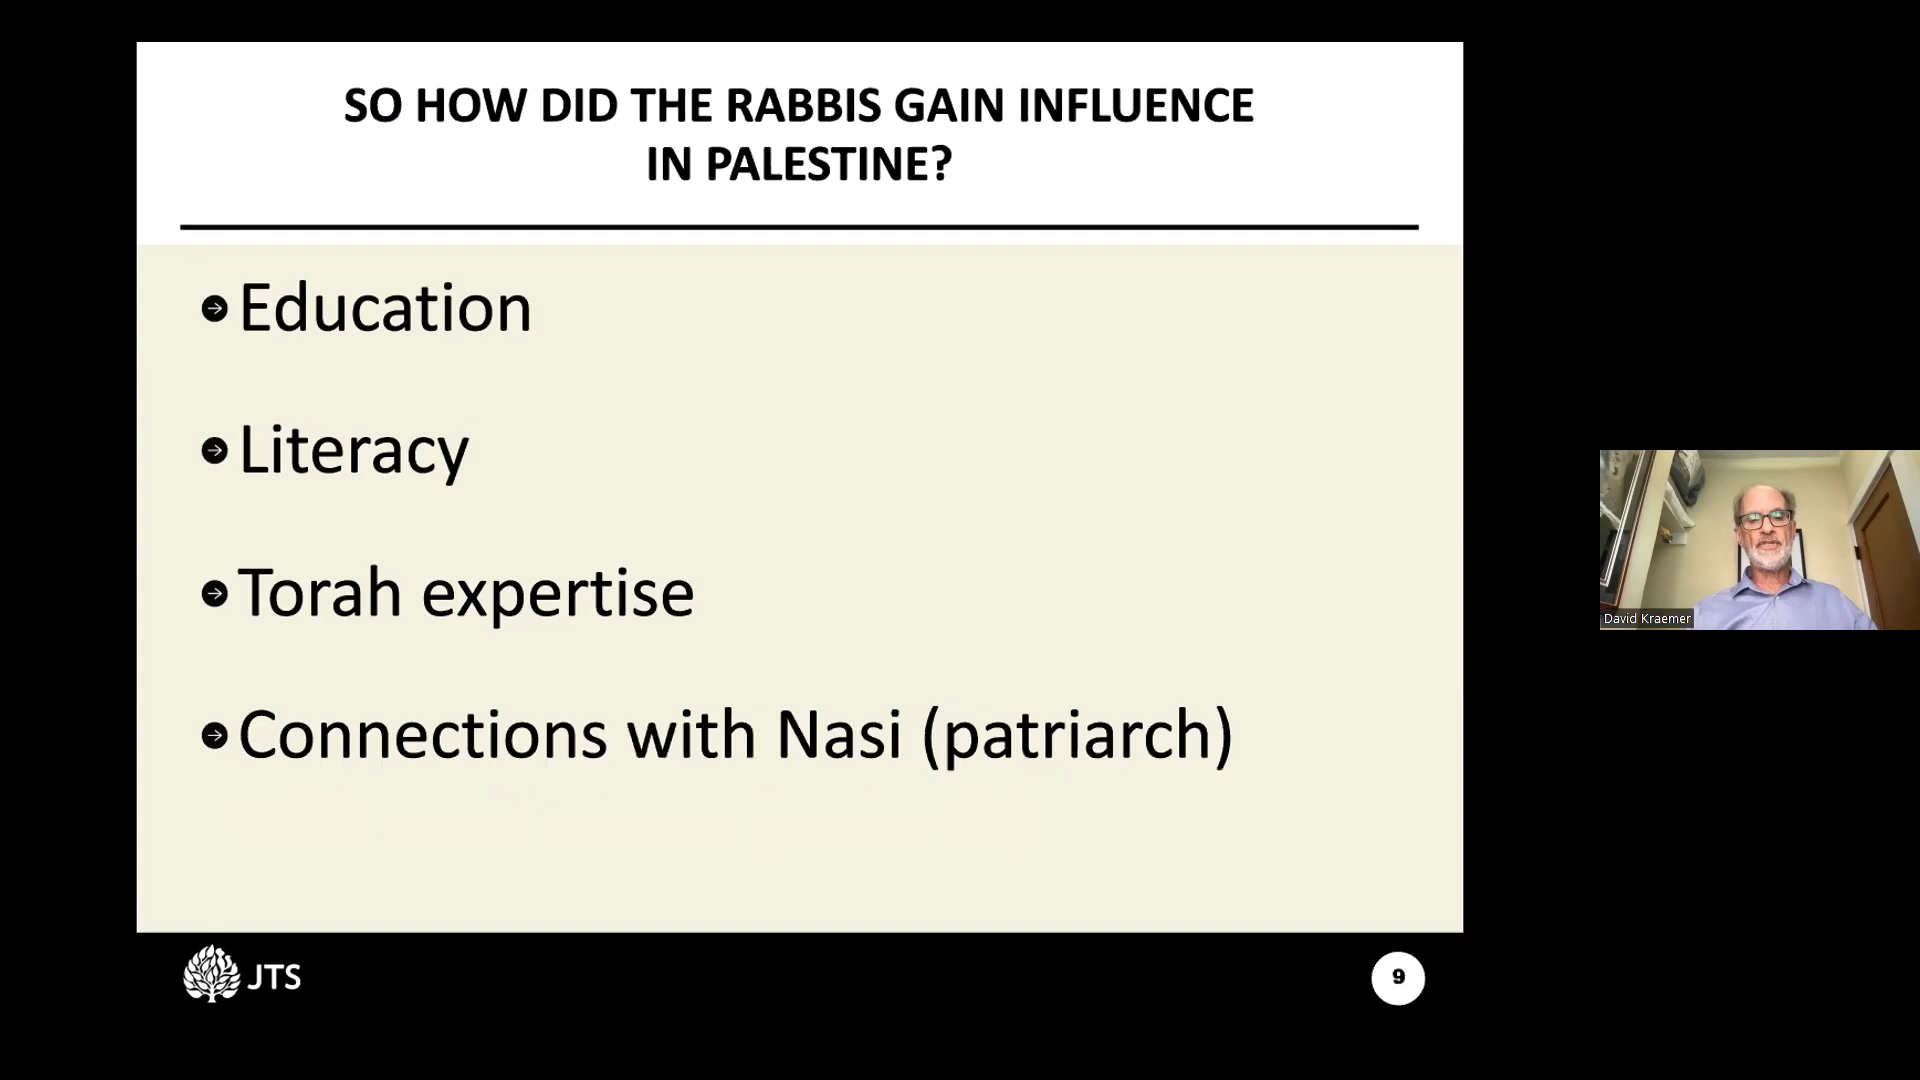 SO HOW DID THE RABBIS GAIN INFLUENCE
IN PALESTINE?
Education
Literacy
Torah expertise
Connections with Nasi (patriarch)
David Kraemer
JTS
9